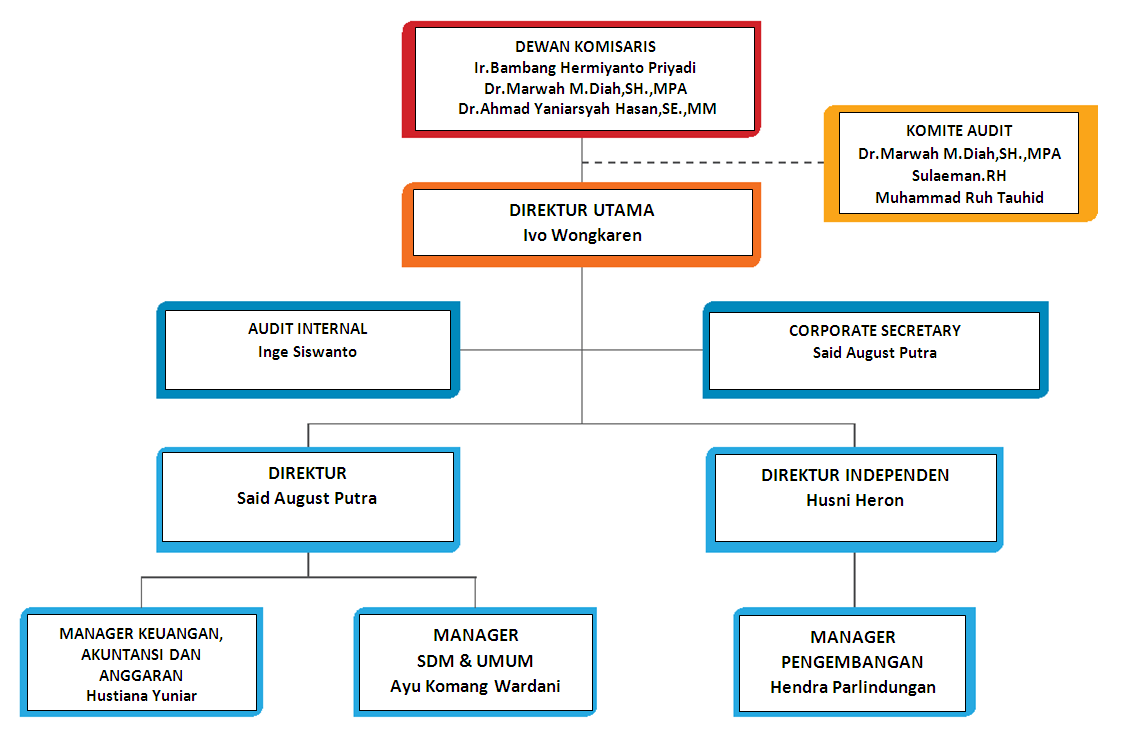 DEWAN KOMISARIS
Ir.Bambang Hermiyanto Priyadi
Dr.Marwah M.Diah,SH.,MPA
Dr.Ahmad Yaniarsyah Hasan,SE.,MM
KOMITE AUDIT
Dr.Marwah M.Diah,SH.,MPA
Sulaeman.RH
Muhammad Ruh Tauhid
DIREKTUR UTAMA
Ivo Wongkaren
AUDIT INTERNAL
Inge Siswanto
CORPORATE SECRETARY
Said August Putra
DIREKTUR
Said August Putra
DIREKTUR INDEPENDEN
Husni Heron
MANAGER KEUANGAN,
AKUNTANSI DAN
ANGGARAN
Hustiana Yuniar
MANAGER
SDM & UMUM
Ayu Komang Wardani
MANAGER
PENGEMBANGAN
Hendra Parlindungan